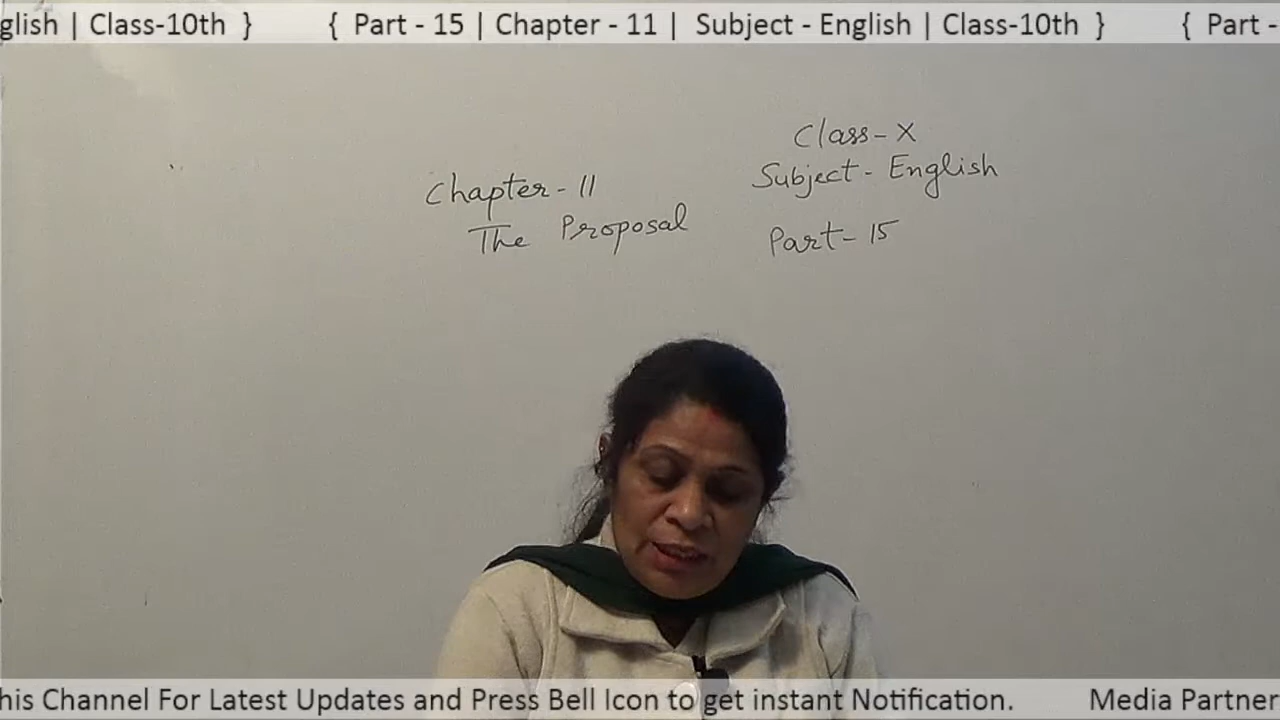 glish | Class-10th } { Part - 15 | Chapter - 11 | Subject - English | Class-10th } { Part -
Class - X
Subject - English
Chapter - 11
The Proposal
Part - 15
his Channel For Latest Updates and Press Bell Icon to get instant Notification. Media Partner